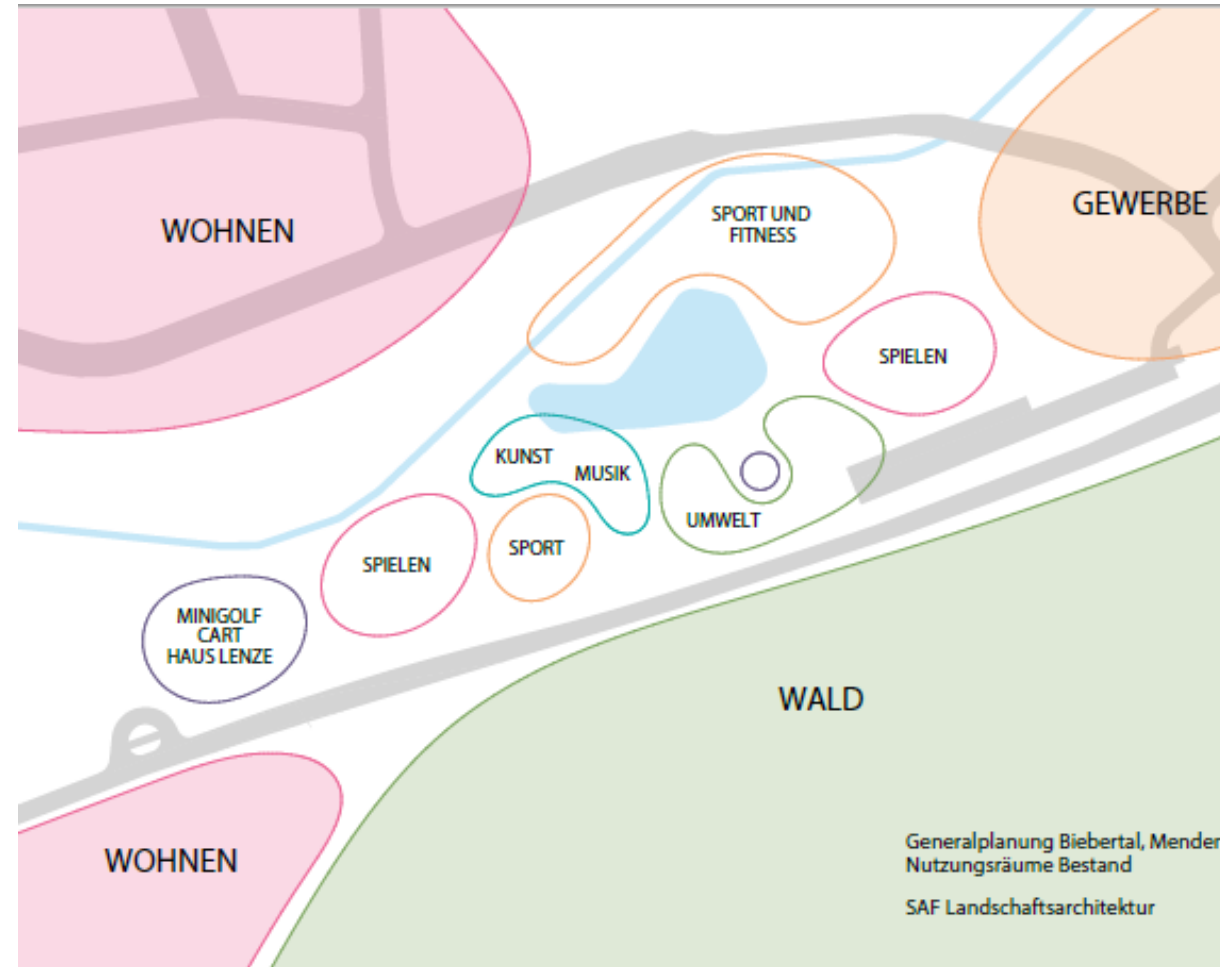 WOHNEN
GEWERBE
SPORT UND
FITNESS
SPIELEN
KUNST
MUSIK
UMWELT
SPORT
SPIELEN
MINIGOLF
CART
HAUS LENZE
WALD
WOHNEN
Generalplanung Biebertal, Menden
Nutzungsräume Bestand
SAF Landschaftsarchitektur